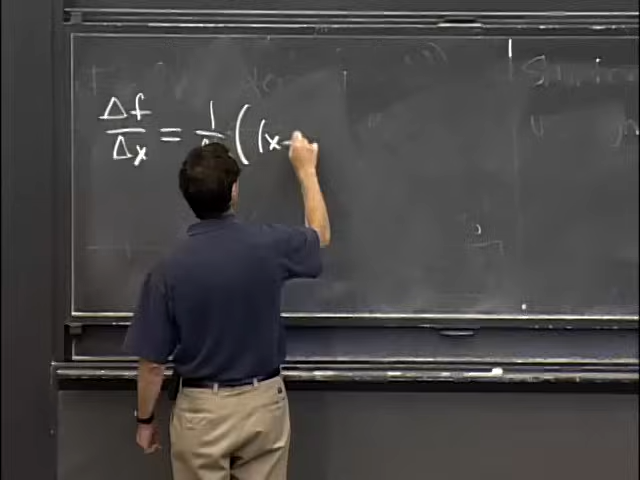 Δf/Δx = 1/Δ ( (x+